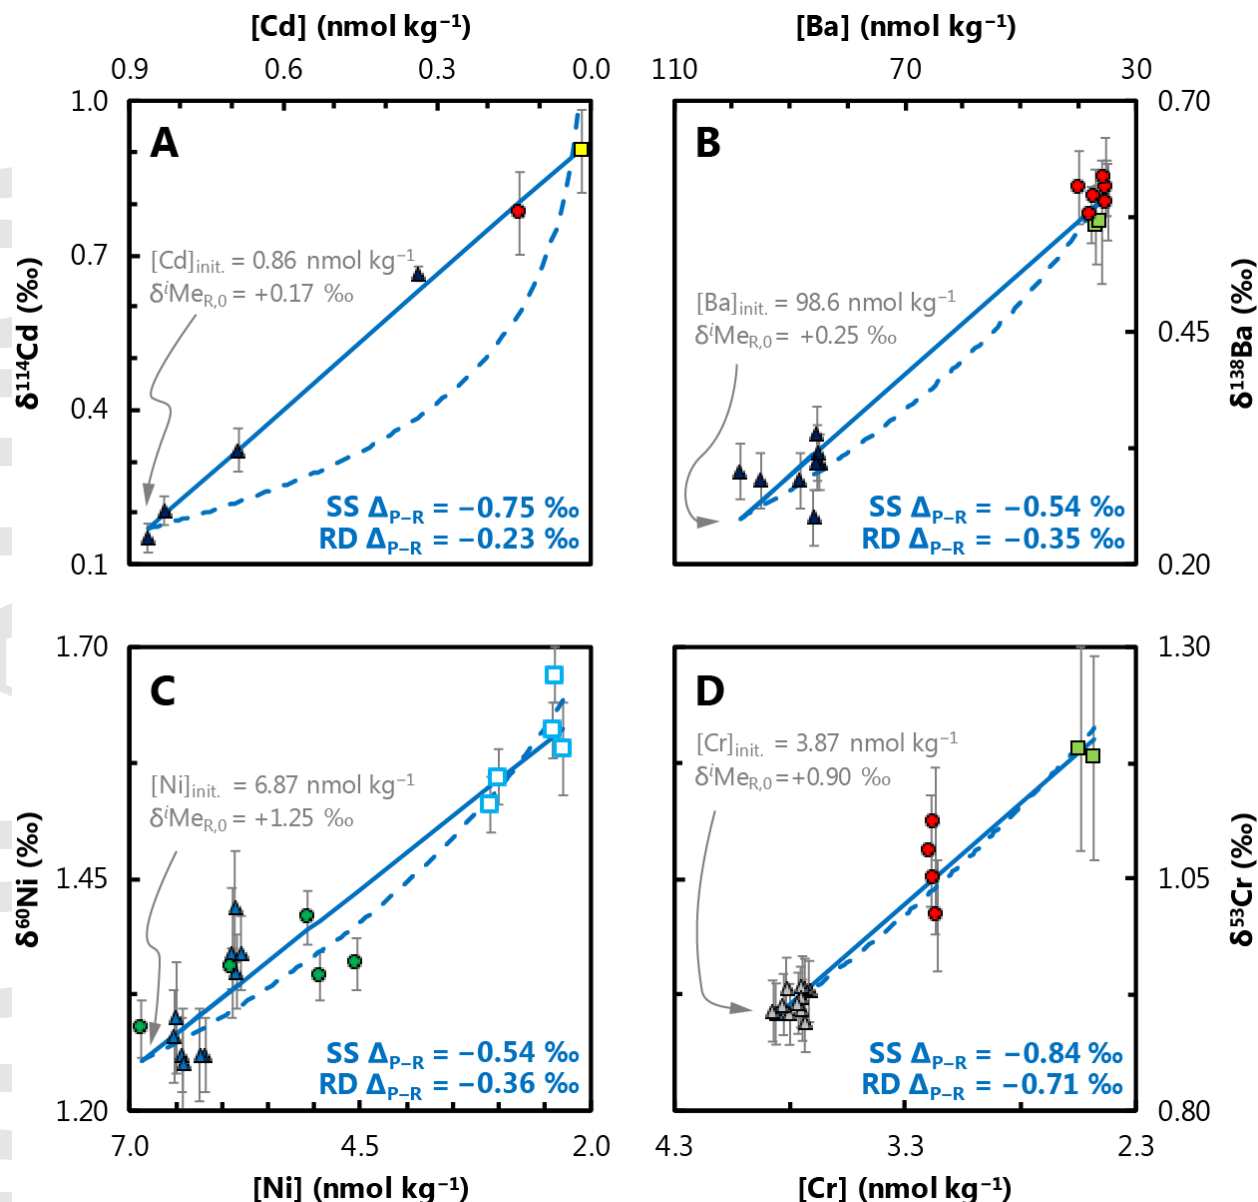 [Cd] (nmol kg⁻¹)
0.9 0.6 0.3 0.0
[Ba] (nmol kg⁻¹)
110 70 30
1.0
0.7
0.4
0.1
δ¹¹⁴Cd (‰)
A
[Cd]init. = 0.86 nmol kg⁻¹
δⁱMeR,0 = +0.17 ‰
SS ΔP−R = −0.75 ‰
RD ΔP−R = −0.23 ‰
B
[Ba]init. = 98.6 nmol kg⁻¹
δⁱMeR,0 = +0.25 ‰
SS ΔP−R = −0.54 ‰
RD ΔP−R = −0.35 ‰
0.70
0.45
0.20
δ¹³⁸Ba (‰)
1.70
1.45
1.20
δ⁶⁰Ni (‰)
C
[Ni]init. = 6.87 nmol kg⁻¹
δⁱMeR,0 = +1.25 ‰
SS ΔP−R = −0.54 ‰
RD ΔP−R = −0.36 ‰
7.0 4.5 2.0
[Ni] (nmol kg⁻¹)
D
[Cr]init. = 3.87 nmol kg⁻¹
δⁱMeR,0 =+0.90 ‰
SS ΔP−R = −0.84 ‰
RD ΔP−R = −0.71 ‰
1.30
1.05
0.80
δ⁵³Cr (‰)
4.3 3.3 2.3
[Cr] (nmol kg⁻¹)